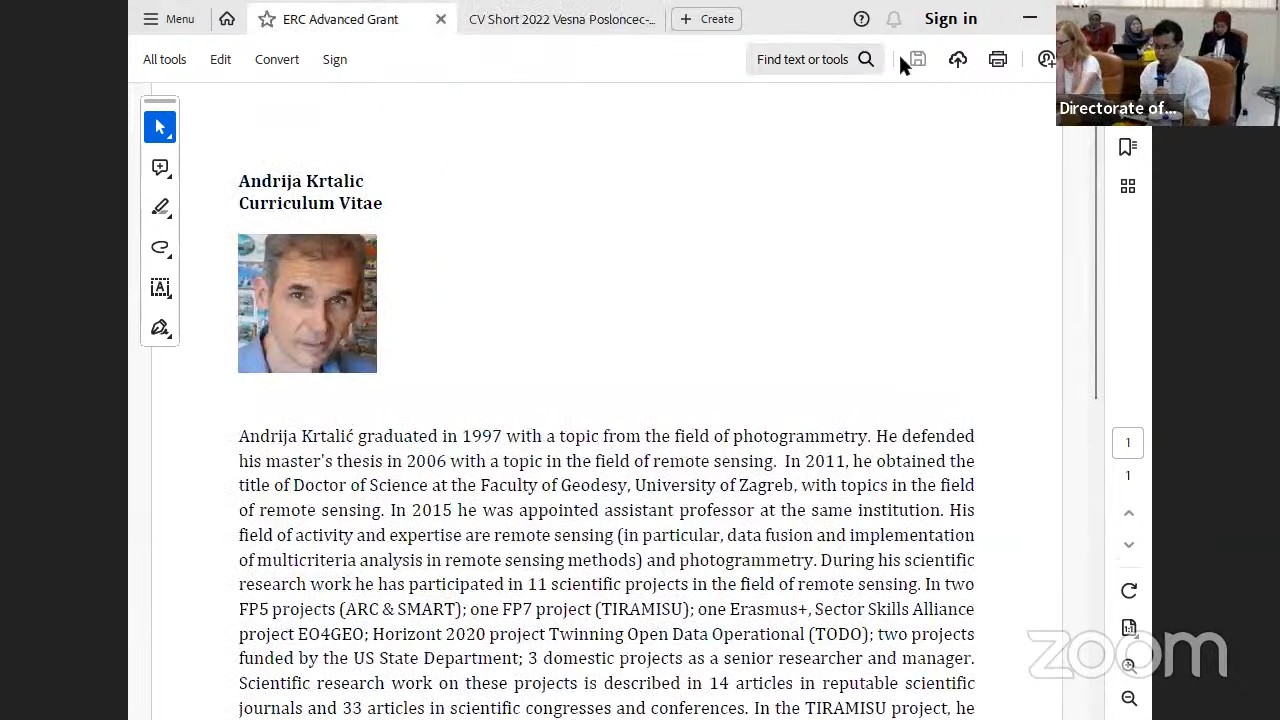 Menu
ERC Advanced Grant
CV Short 2022 Vesna Posloncec-...
Create
Sign in
All tools
Edit
Convert
Sign
Find text or tools
Directorate of...
Andrija Krtalic
Curriculum Vitae
Andrija Krtalić graduated in 1997 with a topic from the field of photogrammetry. He defended
his master's thesis in 2006 with a topic in the field of remote sensing. In 2011, he obtained the
title of Doctor of Science at the Faculty of Geodesy, University of Zagreb, with topics in the field
of remote sensing. In 2015 he was appointed assistant professor at the same institution. His
field of activity and expertise are remote sensing (in particular, data fusion and implementation
of multicriteria analysis in remote sensing methods) and photogrammetry. During his scientific
research work he has participated in 11 scientific projects in the field of remote sensing. In two
FP5 projects (ARC & SMART); one FP7 project (TIRAMISU); one Erasmus+, Sector Skills Alliance
project EO4GEO; Horizont 2020 project Twinning Open Data Operational (TODO); two projects
funded by the US State Department; 3 domestic projects as a senior researcher and manager.
Scientific research work on these projects is described in 14 articles in reputable scientific
journals and 33 articles in scientific congresses and conferences. In the TIRAMISU project, he
1
1
zoom